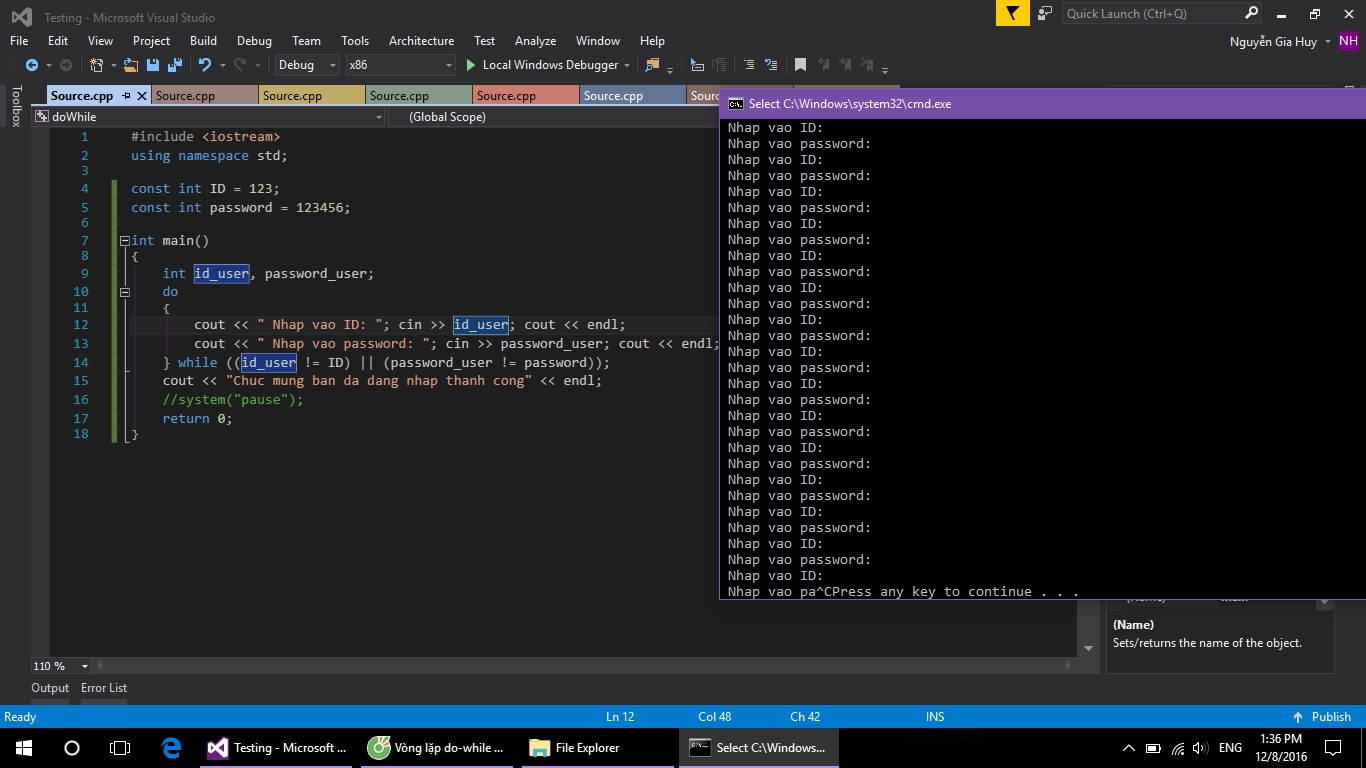 Testing - Microsoft Visual Studio
Quick Launch (Ctrl+Q)
File Edit View Project Build Debug Team Tools Architecture Test Analyze Window Help
Nguyễn Gia Huy NH
Debug x86 Local Windows Debugger
Toolbox
Source.cpp Source.cpp Source.cpp Source.cpp Source.cpp Source.cpp
doWhile (Global Scope)
1 #include <iostream>
2 using namespace std;
3
4 const int ID = 123;
5 const int password = 123456;
6
7 int main()
8 {
9 int id_user, password_user;
10 do
11 {
12 cout << " Nhap vao ID: "; cin >> id_user; cout << endl;
13 cout << " Nhap vao password: "; cin >> password_user; cout << endl;
14 } while ((id_user != ID) || (password_user != password));
15 cout << "Chuc mung ban da dang nhap thanh cong" << endl;
16 //system("pause");
17 return 0;
18 }
Select C:\Windows\system32\cmd.exe
Nhap vao ID:
Nhap vao password:
Nhap vao ID:
Nhap vao password:
Nhap vao ID:
Nhap vao password:
Nhap vao ID:
Nhap vao password:
Nhap vao ID:
Nhap vao password:
Nhap vao ID:
Nhap vao password:
Nhap vao ID:
Nhap vao password:
Nhap vao ID:
Nhap vao password:
Nhap vao ID:
Nhap vao password:
Nhap vao ID:
Nhap vao password:
Nhap vao ID:
Nhap vao password:
Nhap vao ID:
Nhap vao password:
Nhap vao ID:
Nhap vao password:
Nhap vao ID:
Nhap vao password:
Nhap vao ID:
Nhap vao pa^CPress any key to continue . . .
(Name)
Sets/returns the name of the object.
110 %
Output Error List
Ready Ln 12 Col 48 Ch 42 INS Publish
Testing - Microsoft ... Vòng lặp do-while ... File Explorer Select C:\Windows... ENG
1:36 PM
12/8/2016